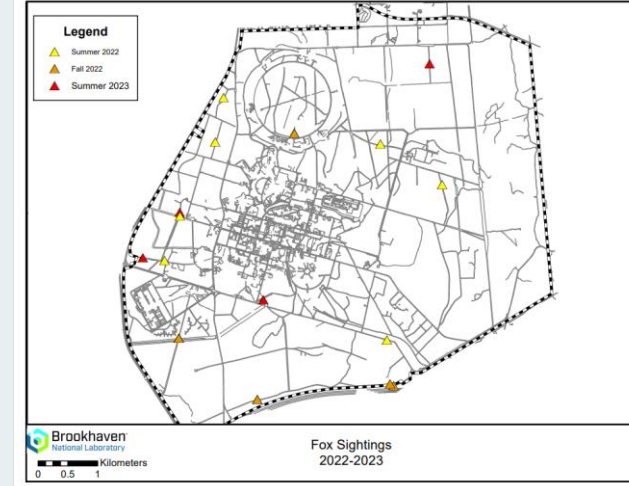 Legend
Summer 2022
Fall 2022
Summer 2023
Brookhaven
National Laboratory
Kilometers
0 0.5 1
Fox Sightings
2022-2023